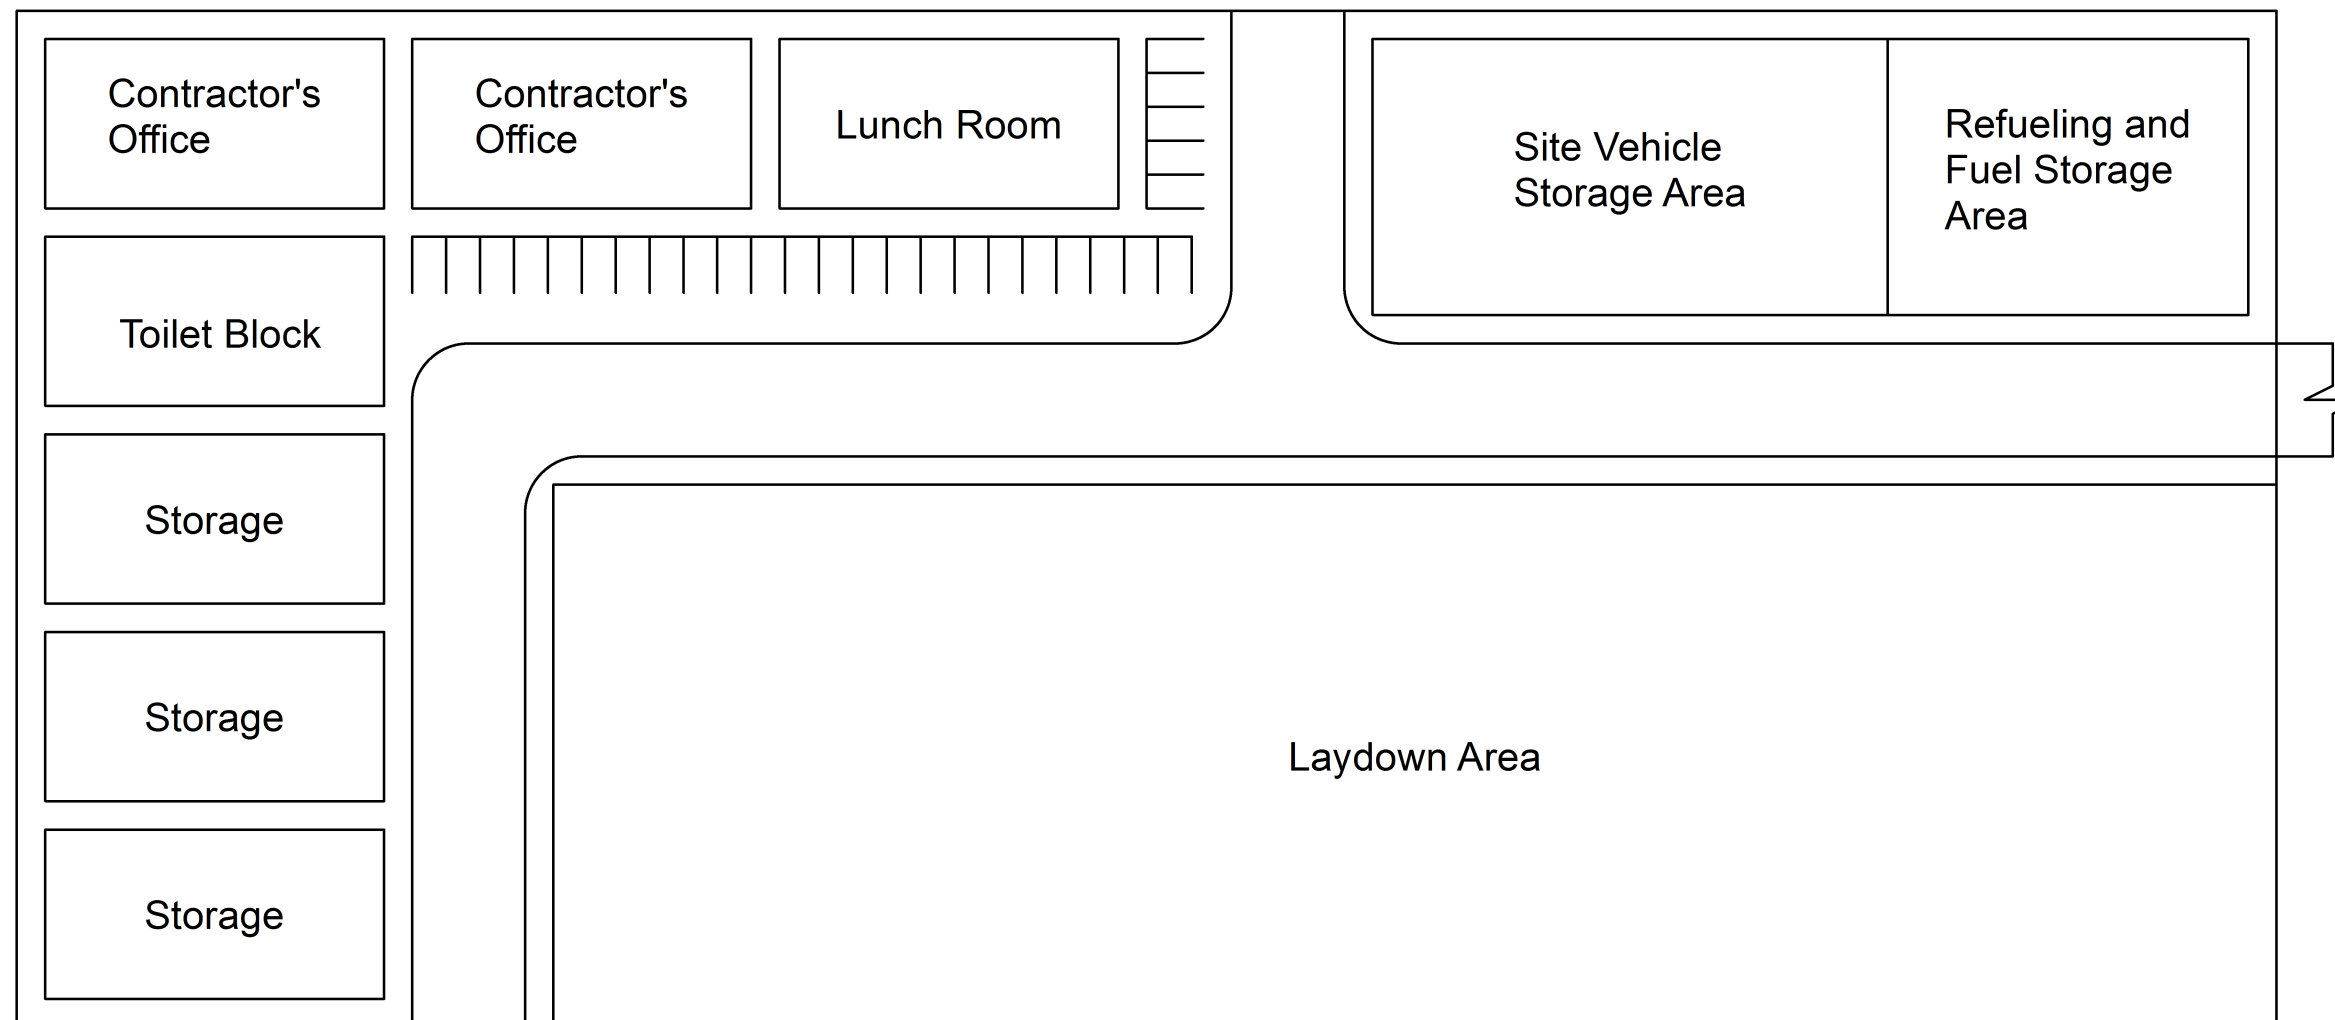 Contractor's
Office
Contractor's
Office
Lunch Room
Site Vehicle
Storage Area
Refueling and
Fuel Storage
Area
Toilet Block
Storage
Storage
Laydown Area
Storage